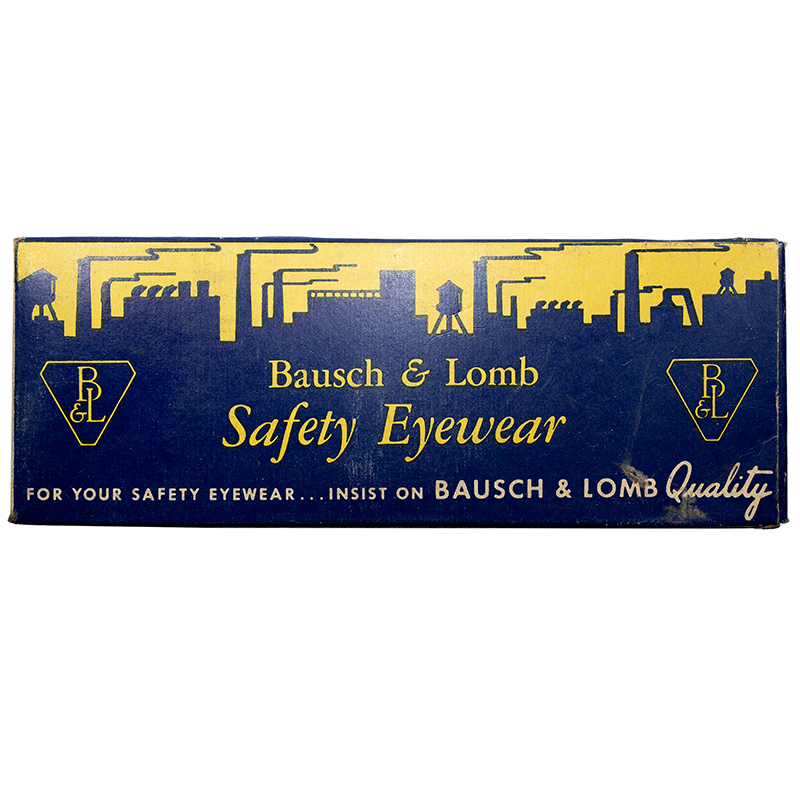 B&L
B&L
Bausch & Lomb
Safety Eyewear
FOR YOUR SAFETY EYEWEAR...INSIST ON BAUSCH & LOMB Quality